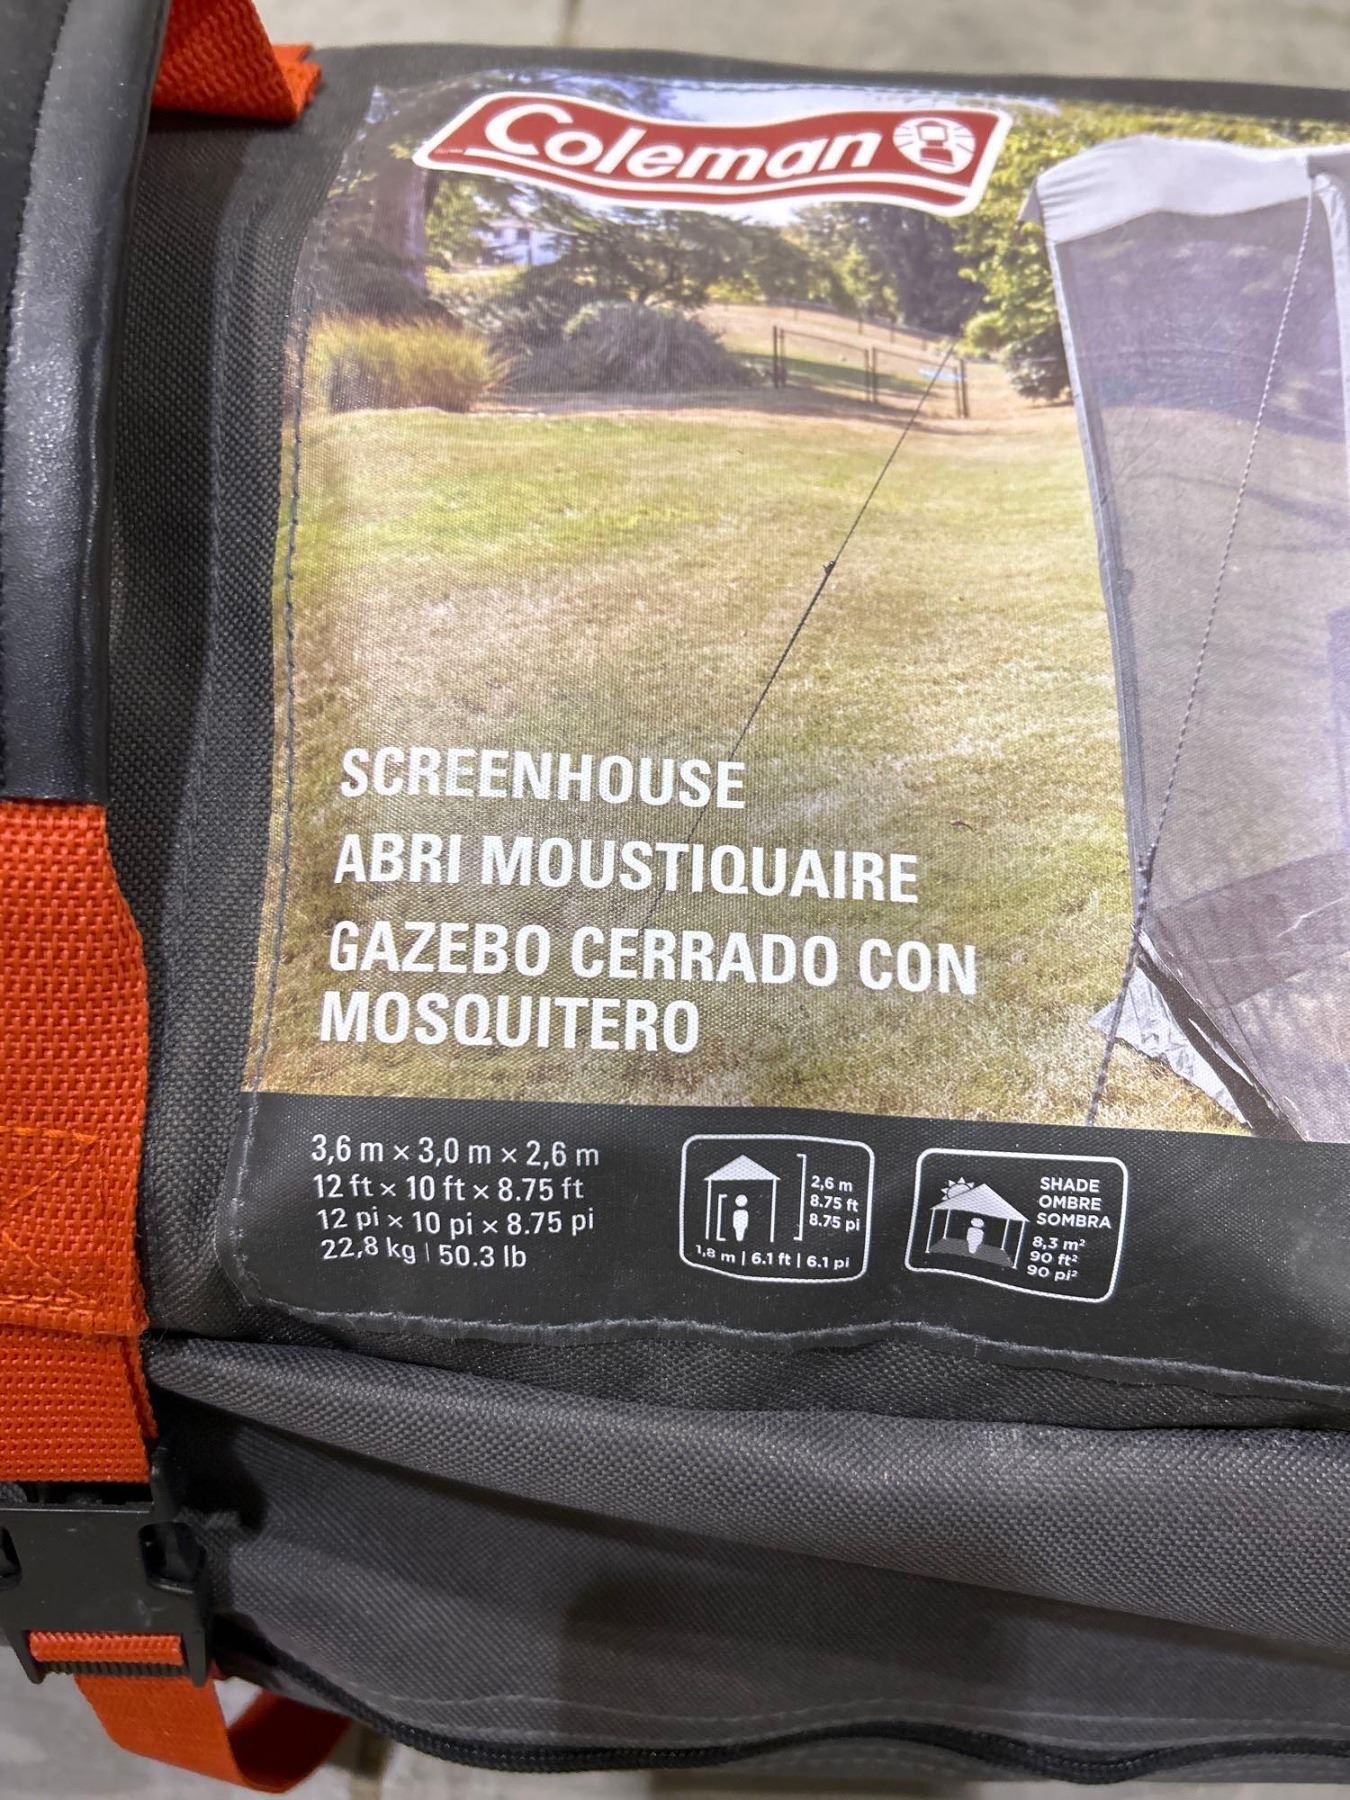 Coleman
SCREENHOUSE
ABRI MOUSTIQUAIRE
GAZEBO CERRADO CON
MOSQUITERO
3,6 m × 3,0 m × 2,6 m
12 ft × 10 ft × 8.75 ft
12 pi × 10 pi × 8.75 pi
22,8 kg | 50.3 lb
2,6 m
8.75 ft
8.75 pi
1,8 m | 6.1 ft | 6.1 pi
SHADE
OMBRE
SOMBRA
8,3 m²
90 ft²
90 pi²